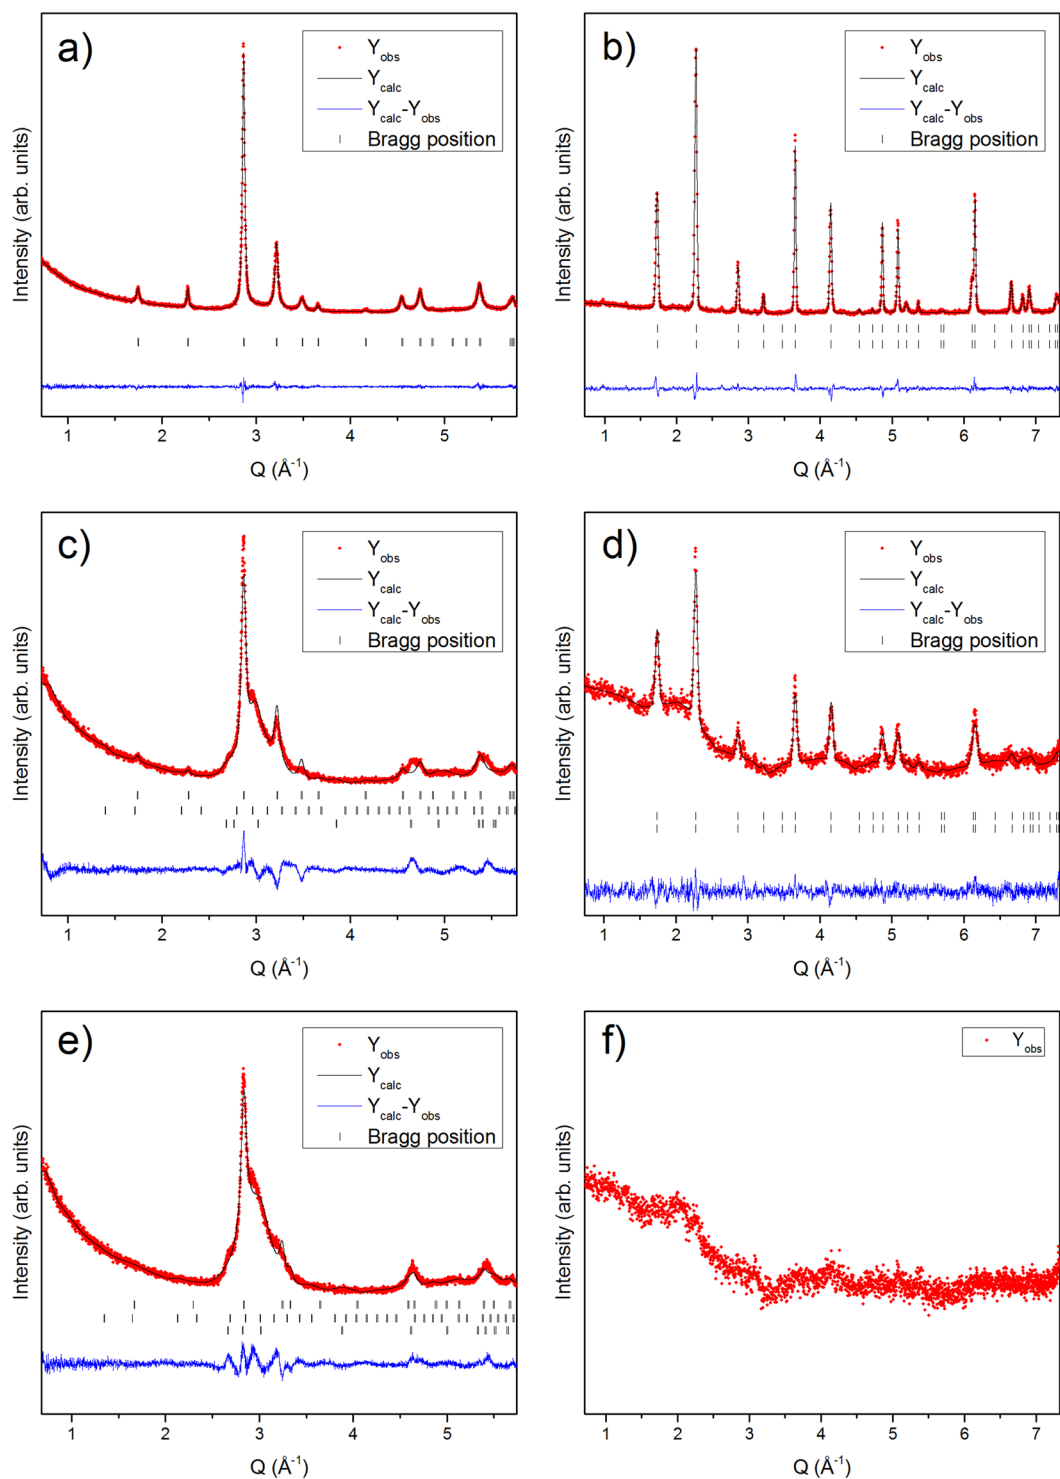 a)
Y_obs
Y_calc
Y_calc-Y_obs
Bragg position
Intensity (arb. units)
1 2 3 4 5
Q (Å⁻¹)
b)
Y_obs
Y_calc
Y_calc-Y_obs
Bragg position
Intensity (arb. units)
1 2 3 4 5 6 7
Q (Å⁻¹)
c)
Y_obs
Y_calc
Y_calc-Y_obs
Bragg position
Intensity (arb. units)
1 2 3 4 5
Q (Å⁻¹)
d)
Y_obs
Y_calc
Y_calc-Y_obs
Bragg position
Intensity (arb. units)
1 2 3 4 5 6 7
Q (Å⁻¹)
e)
Y_obs
Y_calc
Y_calc-Y_obs
Bragg position
Intensity (arb. units)
1 2 3 4 5
Q (Å⁻¹)
f)
Y_obs
Intensity (arb. units)
1 2 3 4 5 6 7
Q (Å⁻¹)